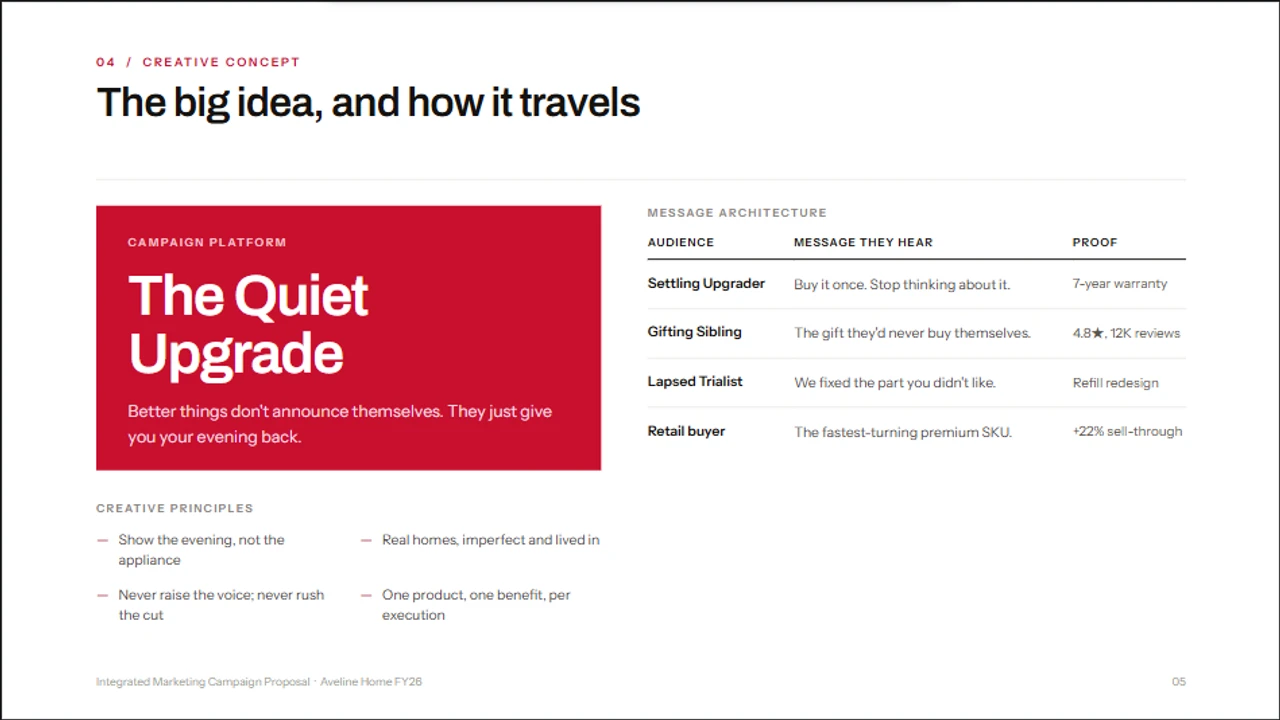 04 / CREATIVE CONCEPT
The big idea, and how it travels
CAMPAIGN PLATFORM
The Quiet
Upgrade
Better things don't announce themselves. They just give
you your evening back.
CREATIVE PRINCIPLES
— Show the evening, not the
appliance
— Real homes, imperfect and lived in
— Never raise the voice; never rush
the cut
— One product, one benefit, per
execution
MESSAGE ARCHITECTURE
AUDIENCE MESSAGE THEY HEAR PROOF
Settling Upgrader Buy it once. Stop thinking about it. 7-year warranty
Gifting Sibling The gift they'd never buy themselves. 4.8★, 12K reviews
Lapsed Trialist We fixed the part you didn't like. Refill redesign
Retail buyer The fastest-turning premium SKU. +22% sell-through
Integrated Marketing Campaign Proposal · Aveline Home FY26
05